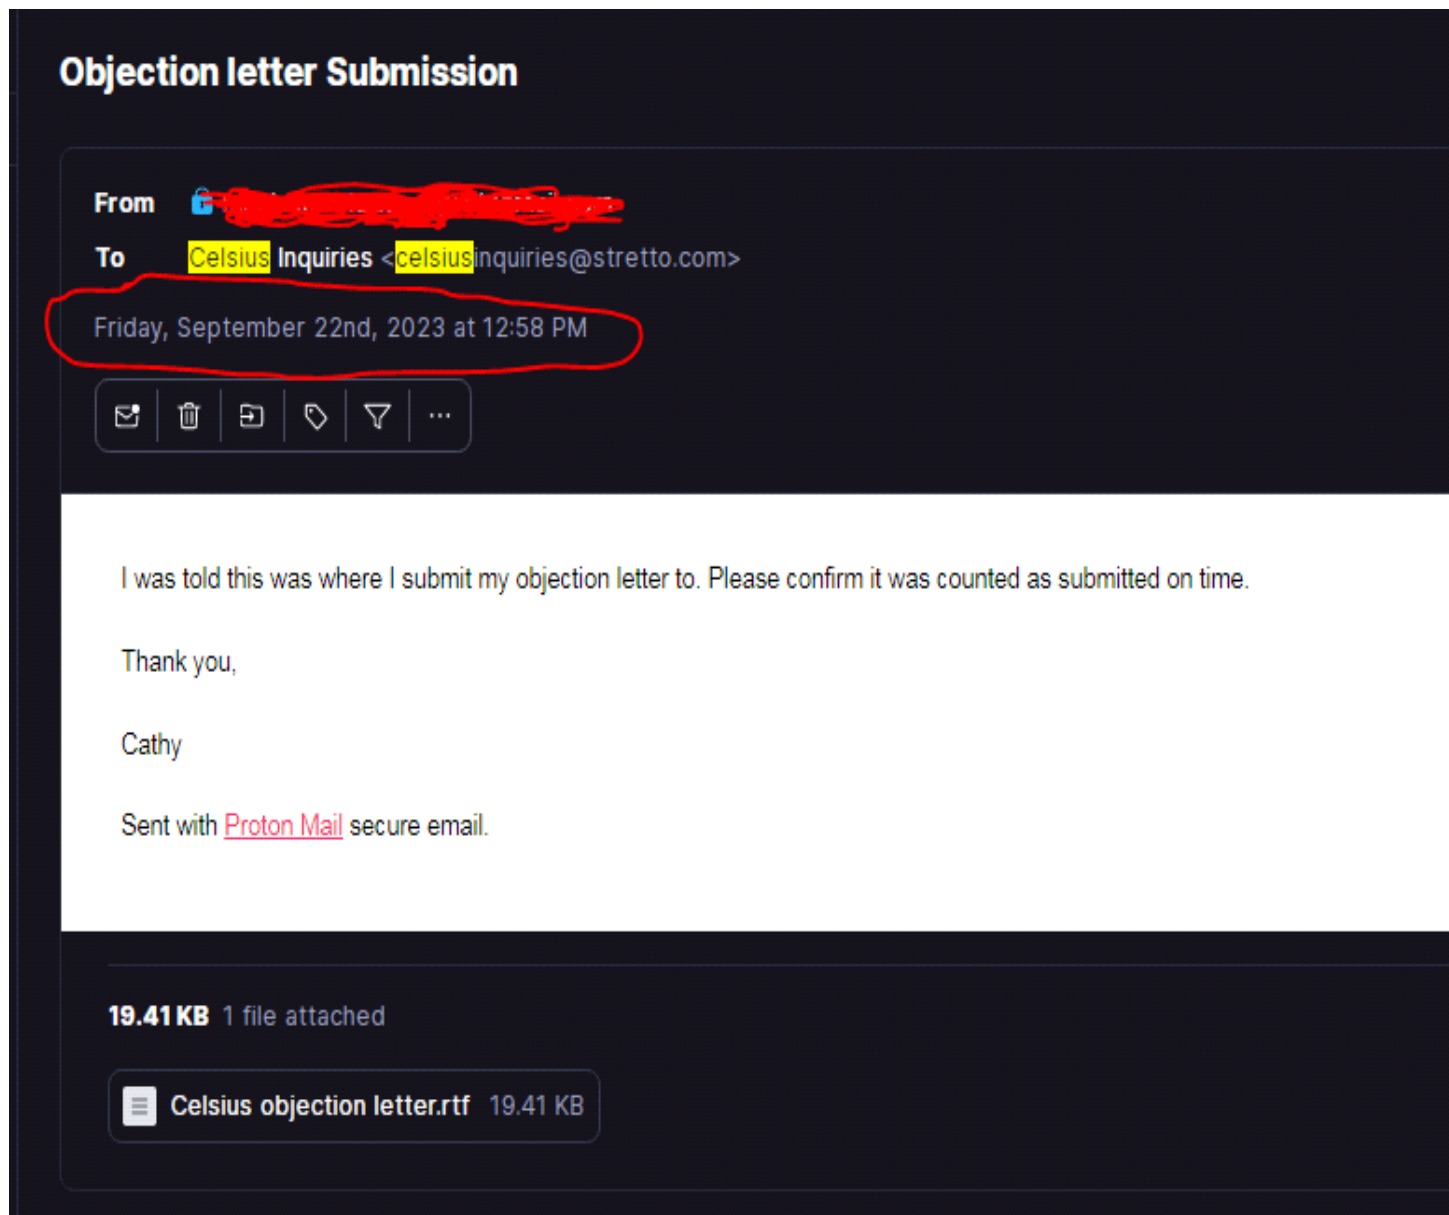 Objection letter Submission
From
To Celsius Inquiries <celsiusinquiries@stretto.com>
Friday, September 22nd, 2023 at 12:58 PM
I was told this was where I submit my objection letter to. Please confirm it was counted as submitted on time.
Thank you,
Cathy
Sent with Proton Mail secure email.
19.41 KB 1 file attached
Celsius objection letter.rtf 19.41 KB